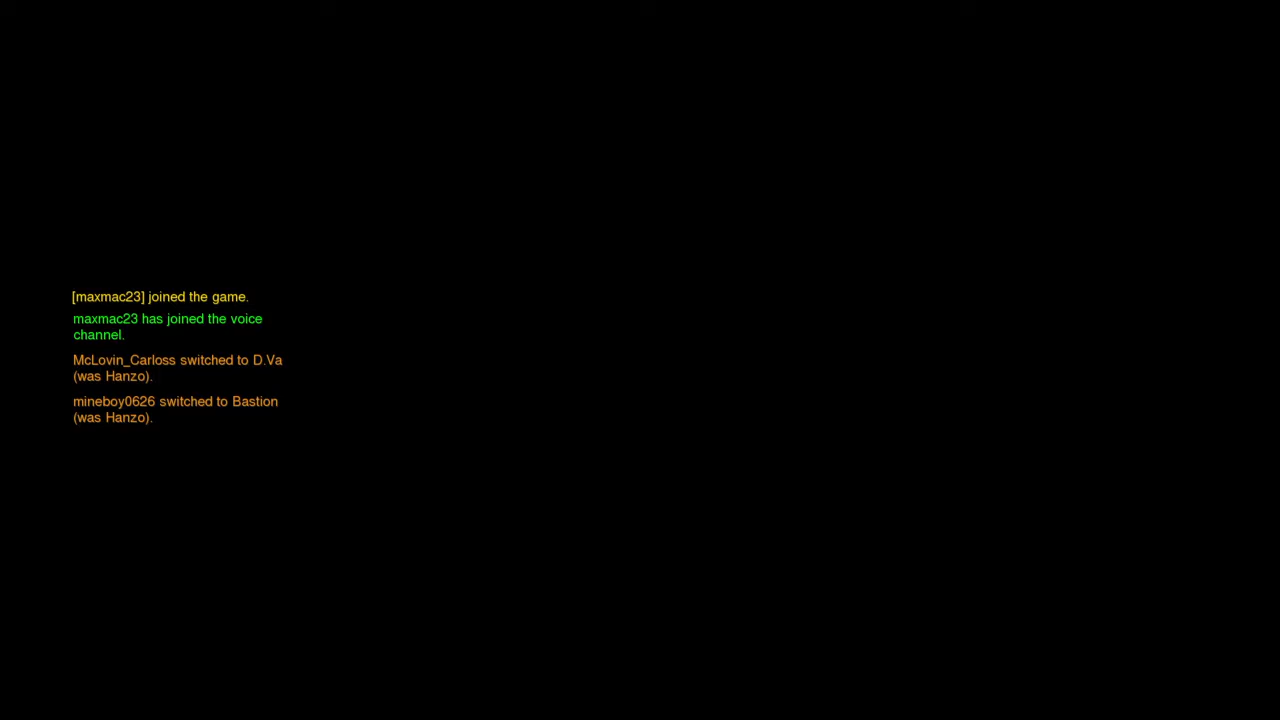 [maxmac23] joined the game.
maxmac23 has joined the voice
channel.
McLovin_Carloss switched to D.Va
(was Hanzo).
mineboy0626 switched to Bastion
(was Hanzo).